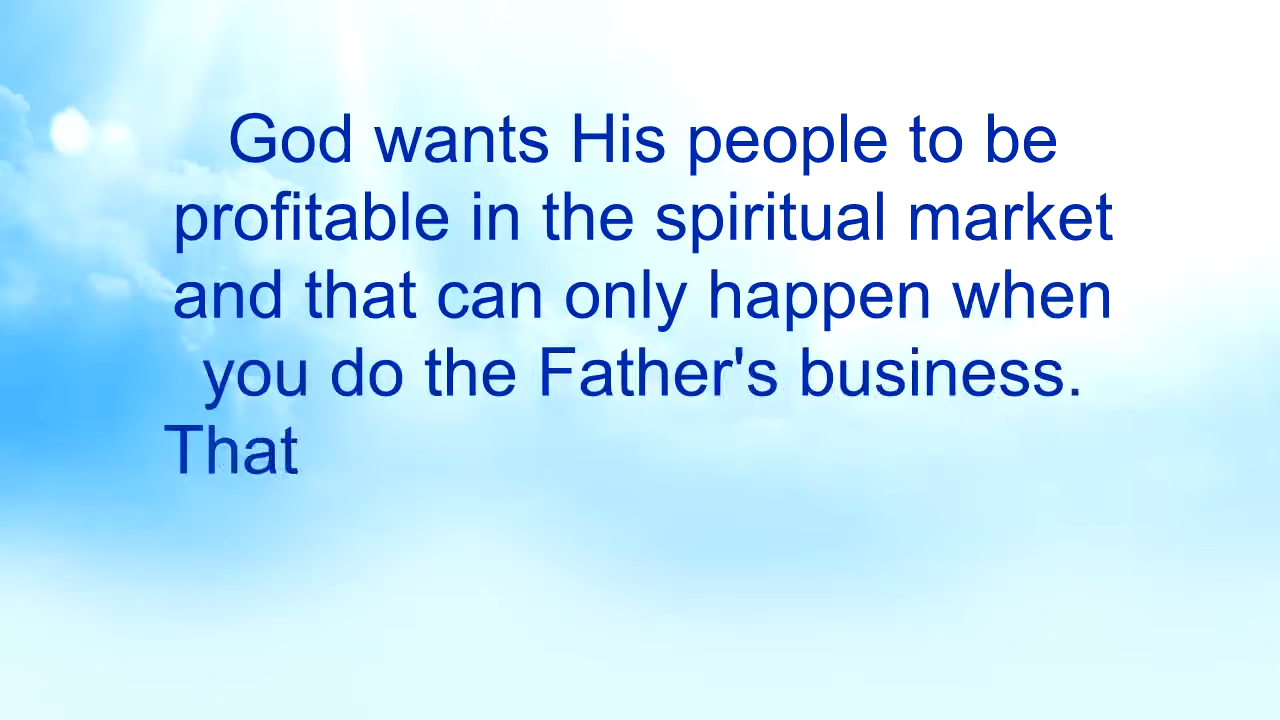 God wants His people to be
profitable in the spiritual market
and that can only happen when
you do the Father's business.
That